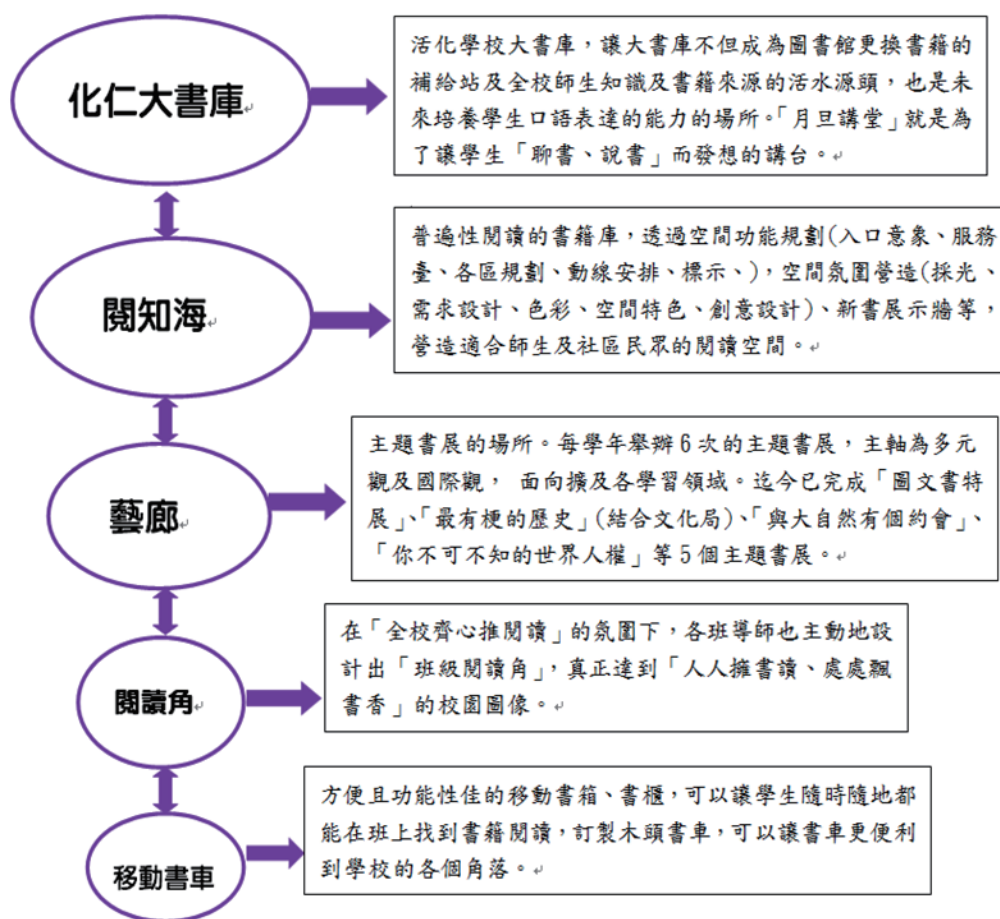 化仁大書庫
活化學校大書庫，讓大書庫不但成為圖書館更換書籍的
補給站及全校師生知識及書籍來源的活水源頭，也是未
來培養學生口語表達的能力的場所。「月旦講堂」就是為
了讓學生「聊書、說書」而發想的講台。
閱知海
普遍性閱讀的書籍庫，透過空間功能規劃(入口意象、服務
臺、各區規劃、動線安排、標示、)，空間氛圍營造(採光、
需求設計、色彩、空間特色、創意設計)、新書展示牆等，
營造適合師生及社區民眾的閱讀空間。
藝廊
主題書展的場所。每學年舉辦 6 次的主題書展，主軸為多元
觀及國際觀， 面向擴及各學習領域。迄今已完成「圖文書特
展」、「最有梗的歷史」(結合文化局)、「與大自然有個約會」、
「你不可不知的世界人權」等 5 個主題書展。
閱讀角
在「全校齊心推閱讀」的氛圍下，各班導師也主動地設
計出「班級閱讀角」，真正達到「人人擁書讀、處處飄
書香」的校園圖像。
移動書車
方便且功能性佳的移動書箱、書櫃，可以讓學生隨時隨地都
能在班上找到書籍閱讀，訂製木頭書車，可以讓書車更便利
到學校的各個角落。